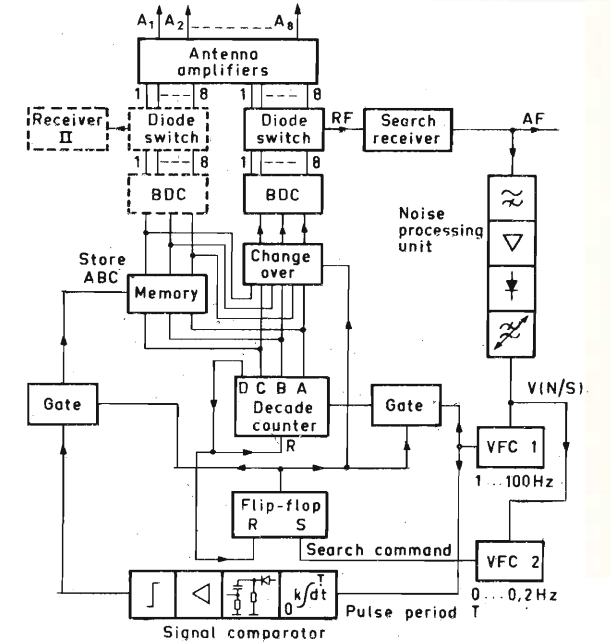 A1 A2 A8
Antenna
amplifiers
1 8 1 8
Receiver
II
Diode
switch
Diode
switch
RF
Search
receiver
AF
1 8 1 8
BDC
BDC
Noise
processing
unit
Store
ABC
Change
over
Memory
V(N/S)
D C B A
Decade
counter
R
Gate
Gate
VFC 1
1...100Hz
Flip-flop
R S
Search command
VFC 2
0...0,2Hz
0 k∫dt T
Pulse period T
Signal comparator